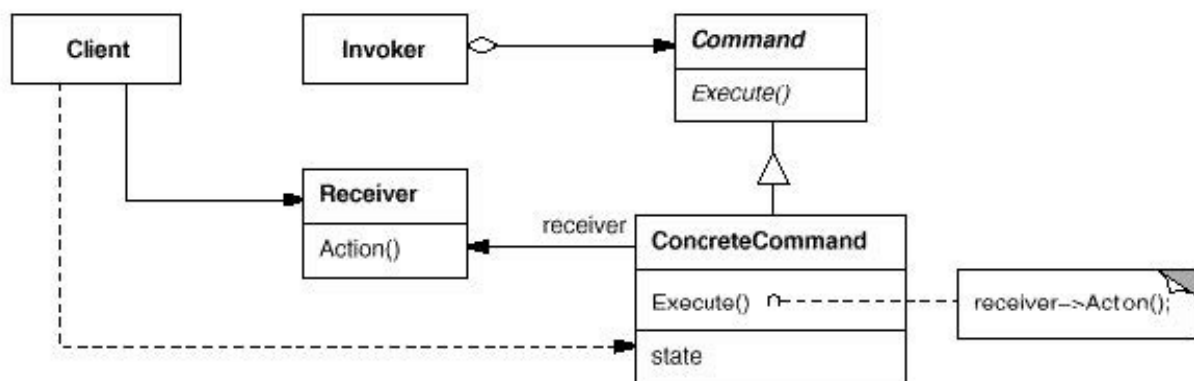 Client
Invoker
Command
Execute()
Receiver
Action()
receiver
ConcreteCommand
Execute()
receiver–>Acton();
state